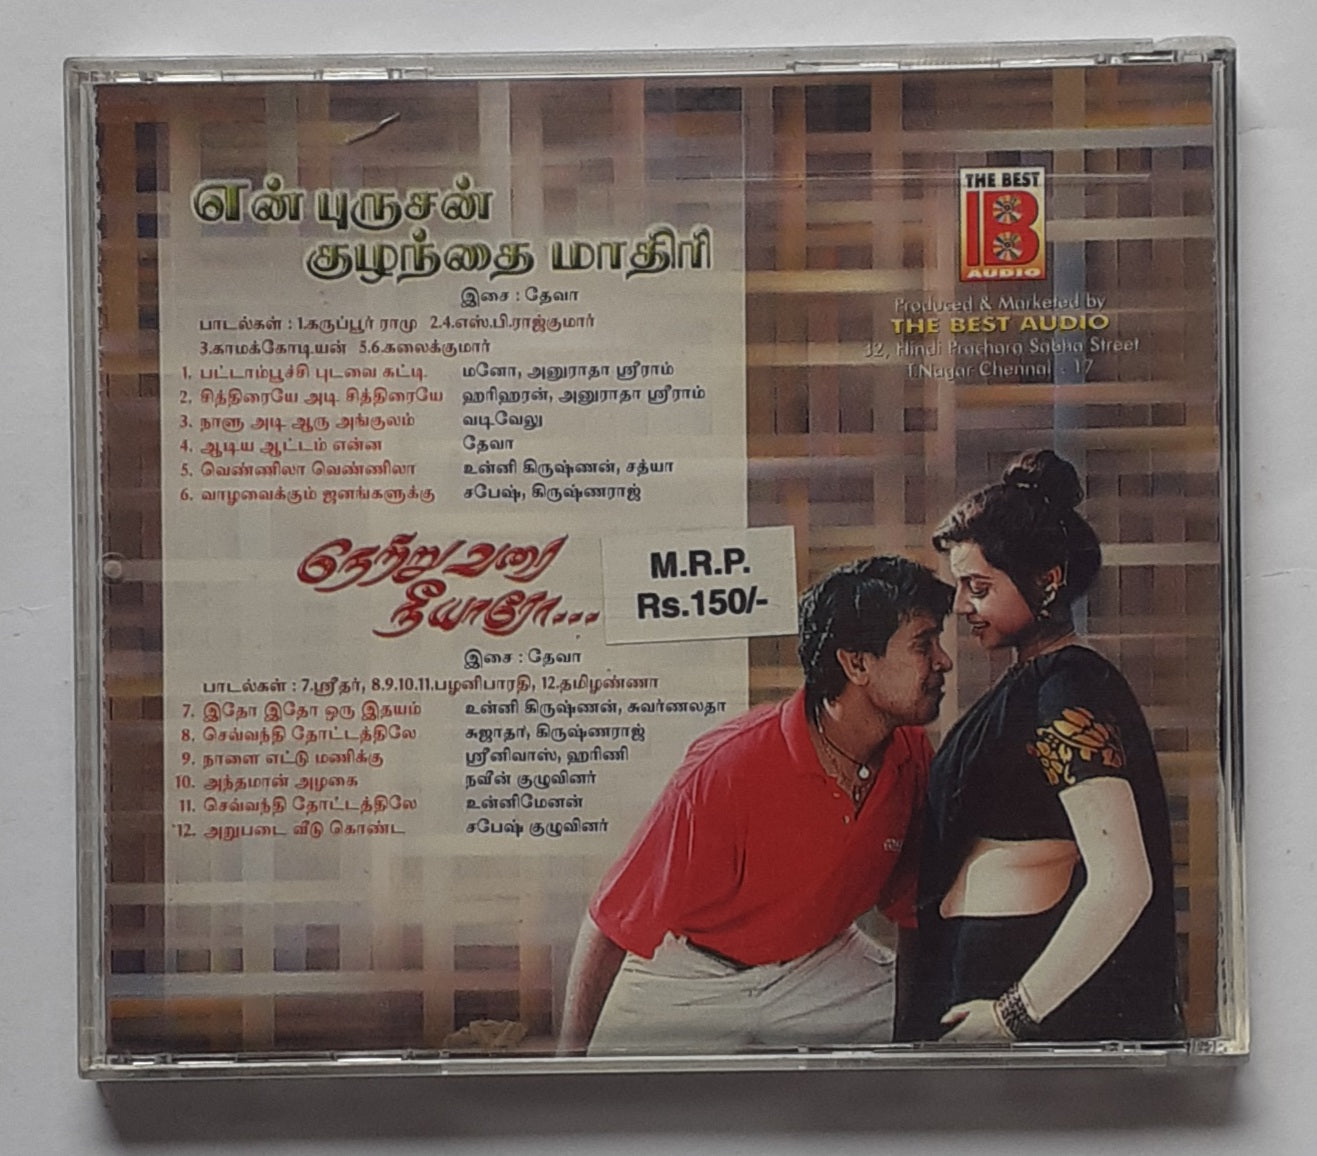 என் புருசன்
குழந்தை மாதிரி
இசை : தேவா
பாடல்கள் : 1.கருப்பூர் ராமு 2.4.எஸ்.பி.ராஜ்குமார்
3.காமக்கோடியன் 5.6.கலைக்குமார்
1. பட்டாம்பூச்சி புடவை கட்டி மனோ, அனுராதா ஸ்ரீராம்
2, சித்திரையே அடி சித்திரையே ஹரிஹரன், அனுராதா ஸ்ரீராம்
3. நாளு அடி ஆரு அங்குலம் வடிவேலு
4. ஆடிய ஆட்டம் என்ன தேவா
5. வெண்ணிலா வெண்ணிலா உன்னி கிருஷ்ணன், சத்யா
6. வாழவைக்கும் ஜனங்களுக்கு சபேஷ், கிருஷ்ணராஜ்
நேற்று வரை
நீ யாரோ...
இசை : தேவா
பாடல்கள் : 7.ஸ்ரீதர், 8.9.10.11.பழனிபாரதி, 12.தமிழண்ணா
7. இதோ இதோ ஒரு இதயம் உன்னி கிருஷ்ணன், சுவர்ணலதா
8. செவ்வந்தி தோட்டத்திலே சுஜாதா, கிருஷ்ணராஜ்
9. நாளை எட்டு மணிக்கு ஸ்ரீனிவாஸ், ஹரிணி
10. அந்தமான் அழகை நவீன் குழுவினர்
11. செவ்வந்தி தோட்டத்திலே உன்னிமேனன்
12. அறுபடை வீடு கொண்ட சபேஷ் குழுவினர்
M.R.P.
Rs.150/-
THE BEST
B
AUDIO
Produced & Marketed by
THE BEST AUDIO
32, Hindi Prachara Sabha Street
T.Nagar Chennai - 17